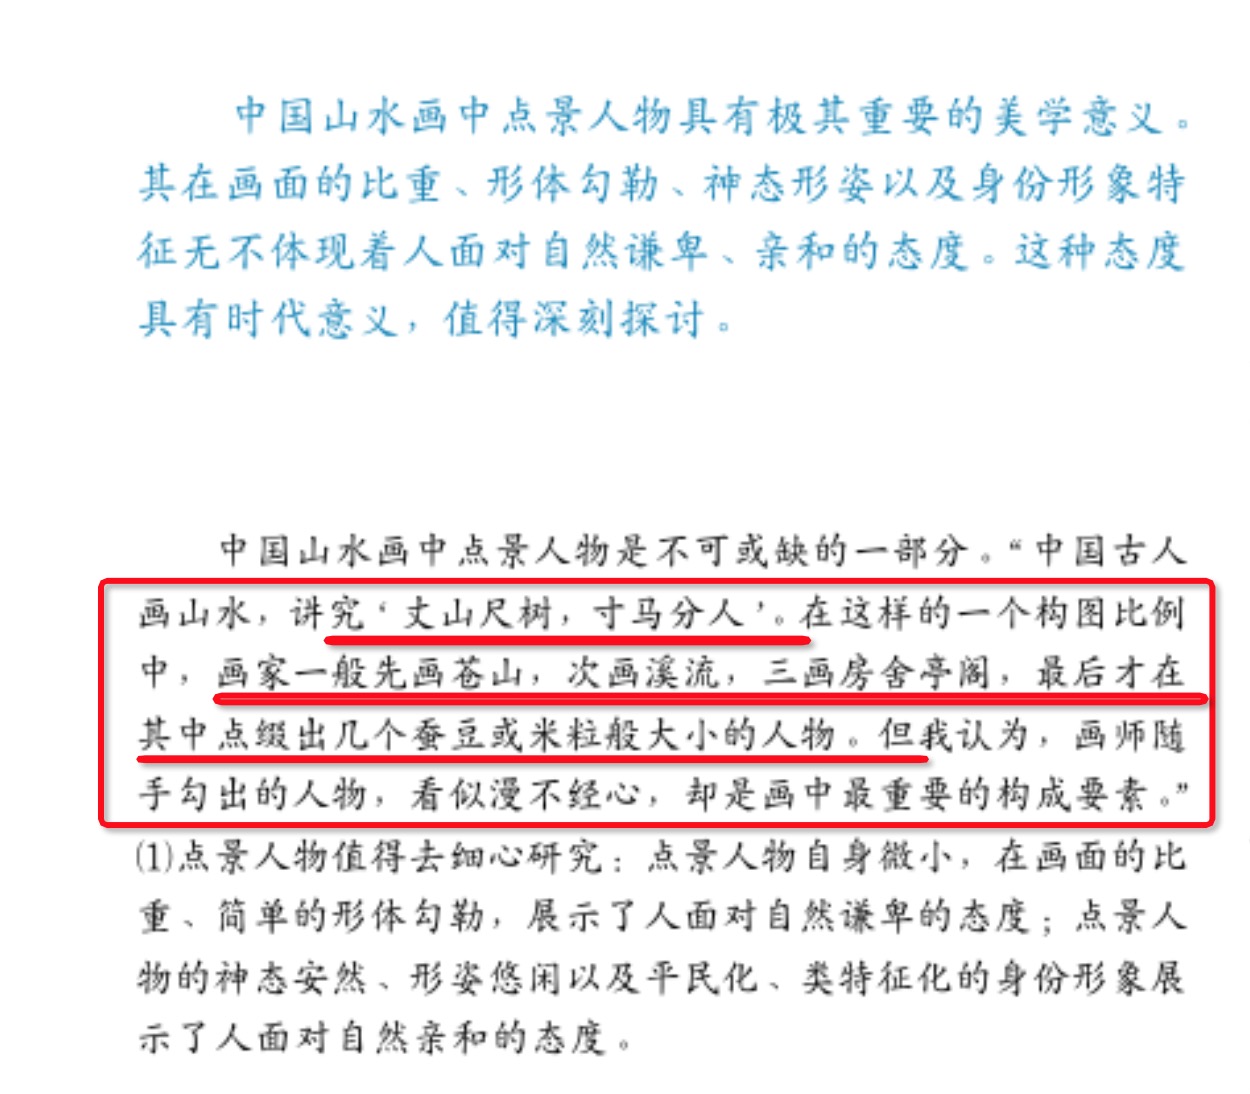 中国山水画中点景人物具有极其重要的美学意义。
其在画面的比重、形体勾勒、神态形姿以及身份形象特
征无不体现着人面对自然谦卑、亲和的态度。这种态度
具有时代意义，值得深刻探讨。
中国山水画中点景人物是不可或缺的一部分。“中国古人
画山水，讲究‘丈山尺树，寸马分人’。在这样的一个构图比例
中，画家一般先画苍山，次画溪流，三画房舍亭阁，最后才在
其中点缀出几个蚕豆或米粒般大小的人物。但我认为，画师随
手勾出的人物，看似漫不经心，却是画中最重要的构成要素。”
(1)点景人物值得去细心研究：点景人物自身微小，在画面的比
重、简单的形体勾勒，展示了人面对自然谦卑的态度；点景人
物的神态安然、形姿悠闲以及平民化、类特征化的身份形象展
示了人面对自然亲和的态度。